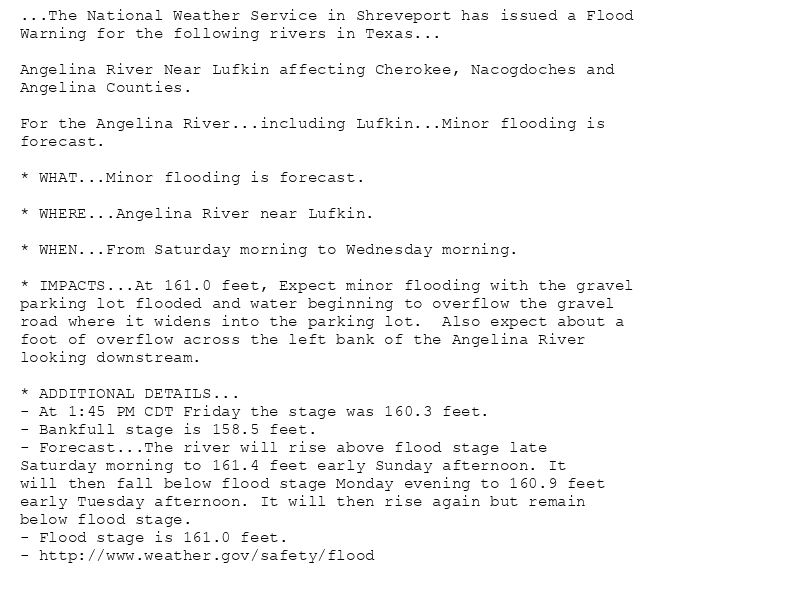 ...The National Weather Service in Shreveport has issued a Flood
Warning for the following rivers in Texas...
Angelina River Near Lufkin affecting Cherokee, Nacogdoches and
Angelina Counties.
For the Angelina River...including Lufkin...Minor flooding is
forecast.
* WHAT...Minor flooding is forecast.
* WHERE...Angelina River near Lufkin.
* WHEN...From Saturday morning to Wednesday morning.
* IMPACTS...At 161.0 feet, Expect minor flooding with the gravel
parking lot flooded and water beginning to overflow the gravel
road where it widens into the parking lot.  Also expect about a
foot of overflow across the left bank of the Angelina River
looking downstream.
* ADDITIONAL DETAILS...
- At 1:45 PM CDT Friday the stage was 160.3 feet.
- Bankfull stage is 158.5 feet.
- Forecast...The river will rise above flood stage late
Saturday morning to 161.4 feet early Sunday afternoon. It
will then fall below flood stage Monday evening to 160.9 feet
early Tuesday afternoon. It will then rise again but remain
below flood stage.
- Flood stage is 161.0 feet.
- http://www.weather.gov/safety/flood